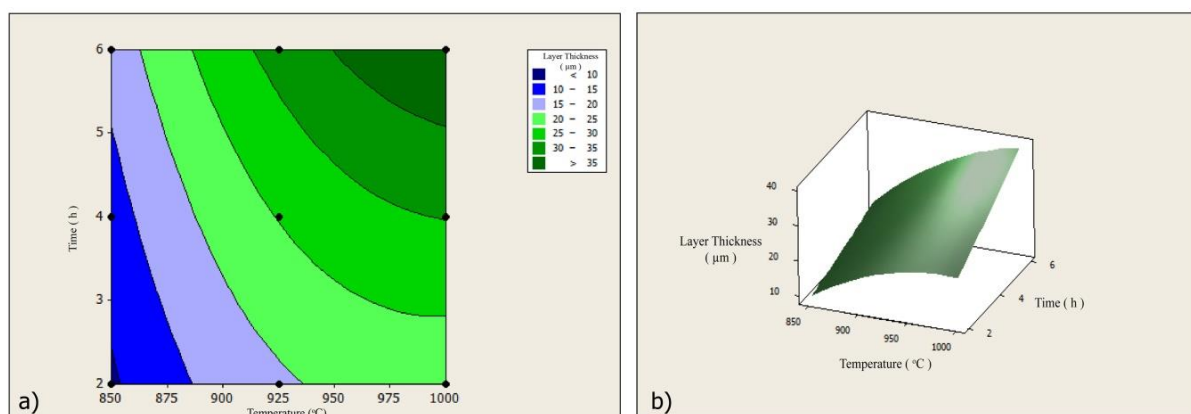 Layer Thickness
( µm )
< 10
10 – 15
15 – 20
20 – 25
25 – 30
30 – 35
> 35
6
5
4
3
2
Time ( h )
850 875 900 925 950 975 1000
Temperature (°C)
a)
40
30
20
10
Layer Thickness
( µm )
850 900 950 1000
Temperature ( °C )
2 4 6
Time ( h )
b)